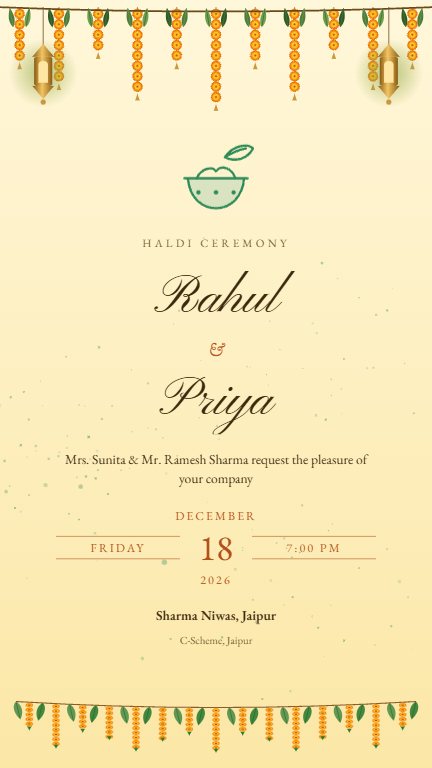 HALDI CEREMONY
Rahul
&
Priya
Mrs. Sunita & Mr. Ramesh Sharma request the pleasure of
your company
DECEMBER
FRIDAY 18 7:00 PM
2026
Sharma Niwas, Jaipur
C-Scheme, Jaipur